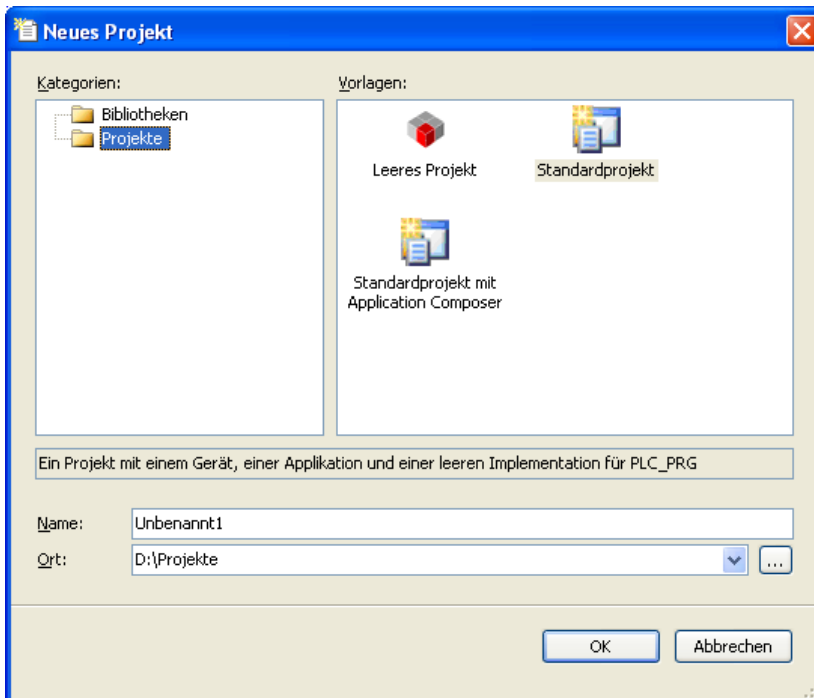 Neues Projekt
Kategorien:
Vorlagen:
Bibliotheken
Projekte
Leeres Projekt
Standardprojekt
Standardprojekt mit
Application Composer
Ein Projekt mit einem Gerät, einer Applikation und einer leeren Implementation für PLC_PRG
Name:
Unbenannt1
Ort:
D:\Projekte
...
OK
Abbrechen